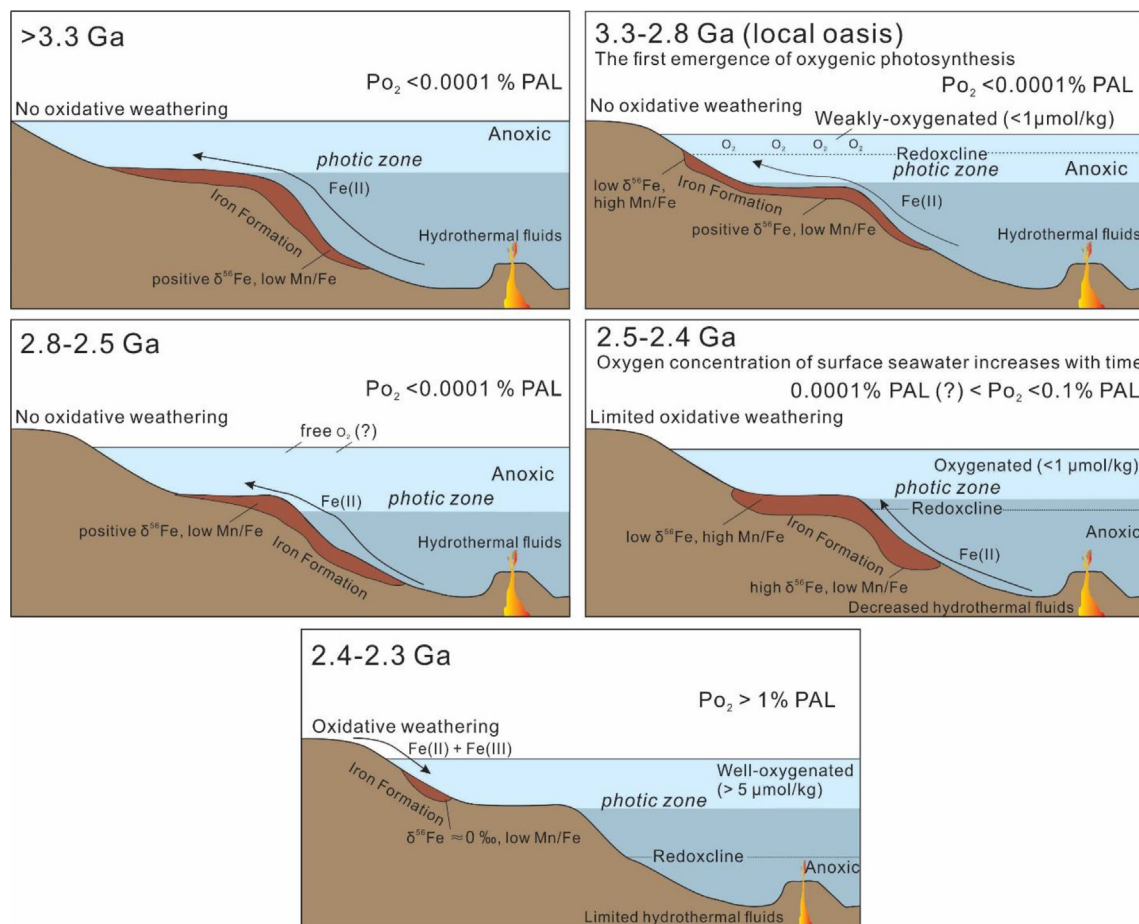 >3.3 Ga
Po₂ <0.0001 % PAL
No oxidative weathering
Anoxic
photic zone
Fe(II)
Iron Formation
Hydrothermal fluids
positive δ⁵⁶Fe, low Mn/Fe
3.3-2.8 Ga (local oasis)
The first emergence of oxygenic photosynthesis
Po₂ <0.0001% PAL
No oxidative weathering
Weakly-oxygenated (<1μmol/kg)
O₂ O₂ O₂ O₂
Redoxcline
photic zone
Anoxic
low δ⁵⁶Fe,
high Mn/Fe
Iron Formation
Fe(II)
positive δ⁵⁶Fe, low Mn/Fe
Hydrothermal fluids
2.8-2.5 Ga
Po₂ <0.0001 % PAL
No oxidative weathering
free O₂ (?)
Anoxic
photic zone
Fe(II)
positive δ⁵⁶Fe, low Mn/Fe
Iron Formation
Hydrothermal fluids
2.5-2.4 Ga
Oxygen concentration of surface seawater increases with time
0.0001% PAL (?) < Po₂ <0.1% PAL
Limited oxidative weathering
Oxygenated (<1 μmol/kg)
photic zone
Redoxcline
Anoxic
low δ⁵⁶Fe, high Mn/Fe
Iron Formation
Fe(II)
high δ⁵⁶Fe, low Mn/Fe
Decreased hydrothermal fluids
2.4-2.3 Ga
Po₂ > 1% PAL
Oxidative weathering
Fe(II) + Fe(III)
Iron Formation
Well-oxygenated
(> 5 μmol/kg)
photic zone
δ⁵⁶Fe ≈0 ‰, low Mn/Fe
Redoxcline
Anoxic
Limited hydrothermal fluids